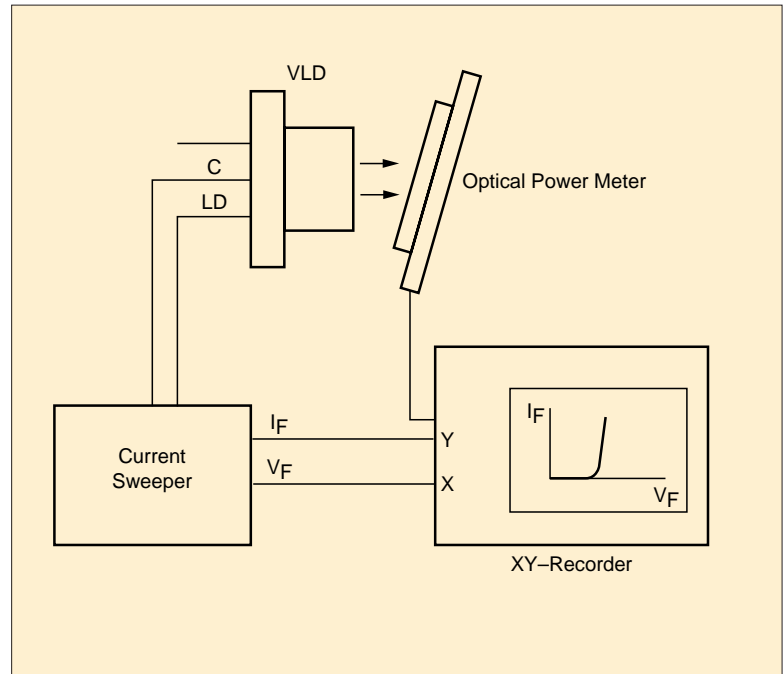 VLD
C
LD
Optical Power Meter
IF
VF
Current
Sweeper
Y
X
IF
VF
XY–Recorder